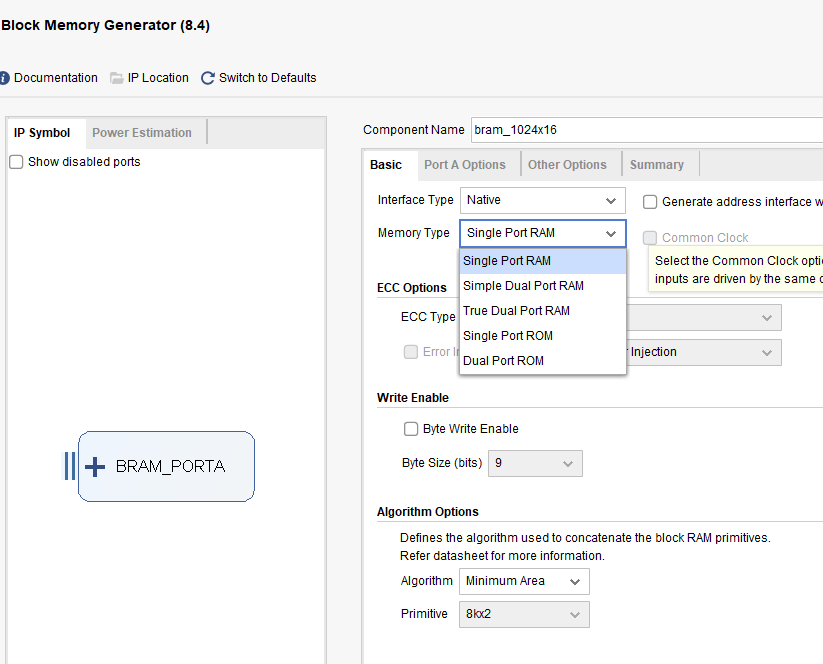 Block Memory Generator (8.4)
Documentation IP Location Switch to Defaults
IP Symbol Power Estimation
Show disabled ports
BRAM_PORTA
Component Name bram_1024x16
Basic Port A Options Other Options Summary
Interface Type Native Generate address interface
Memory Type Single Port RAM Common Clock
Single Port RAM
Simple Dual Port RAM
True Dual Port RAM
Single Port ROM
Dual Port ROM
Select the Common Clock
inputs are driven by the same
ECC Options
ECC Type
Error Injection
Write Enable
Byte Write Enable
Byte Size (bits) 9
Algorithm Options
Defines the algorithm used to concatenate the block RAM primitives.
Refer datasheet for more information.
Algorithm Minimum Area
Primitive 8kx2